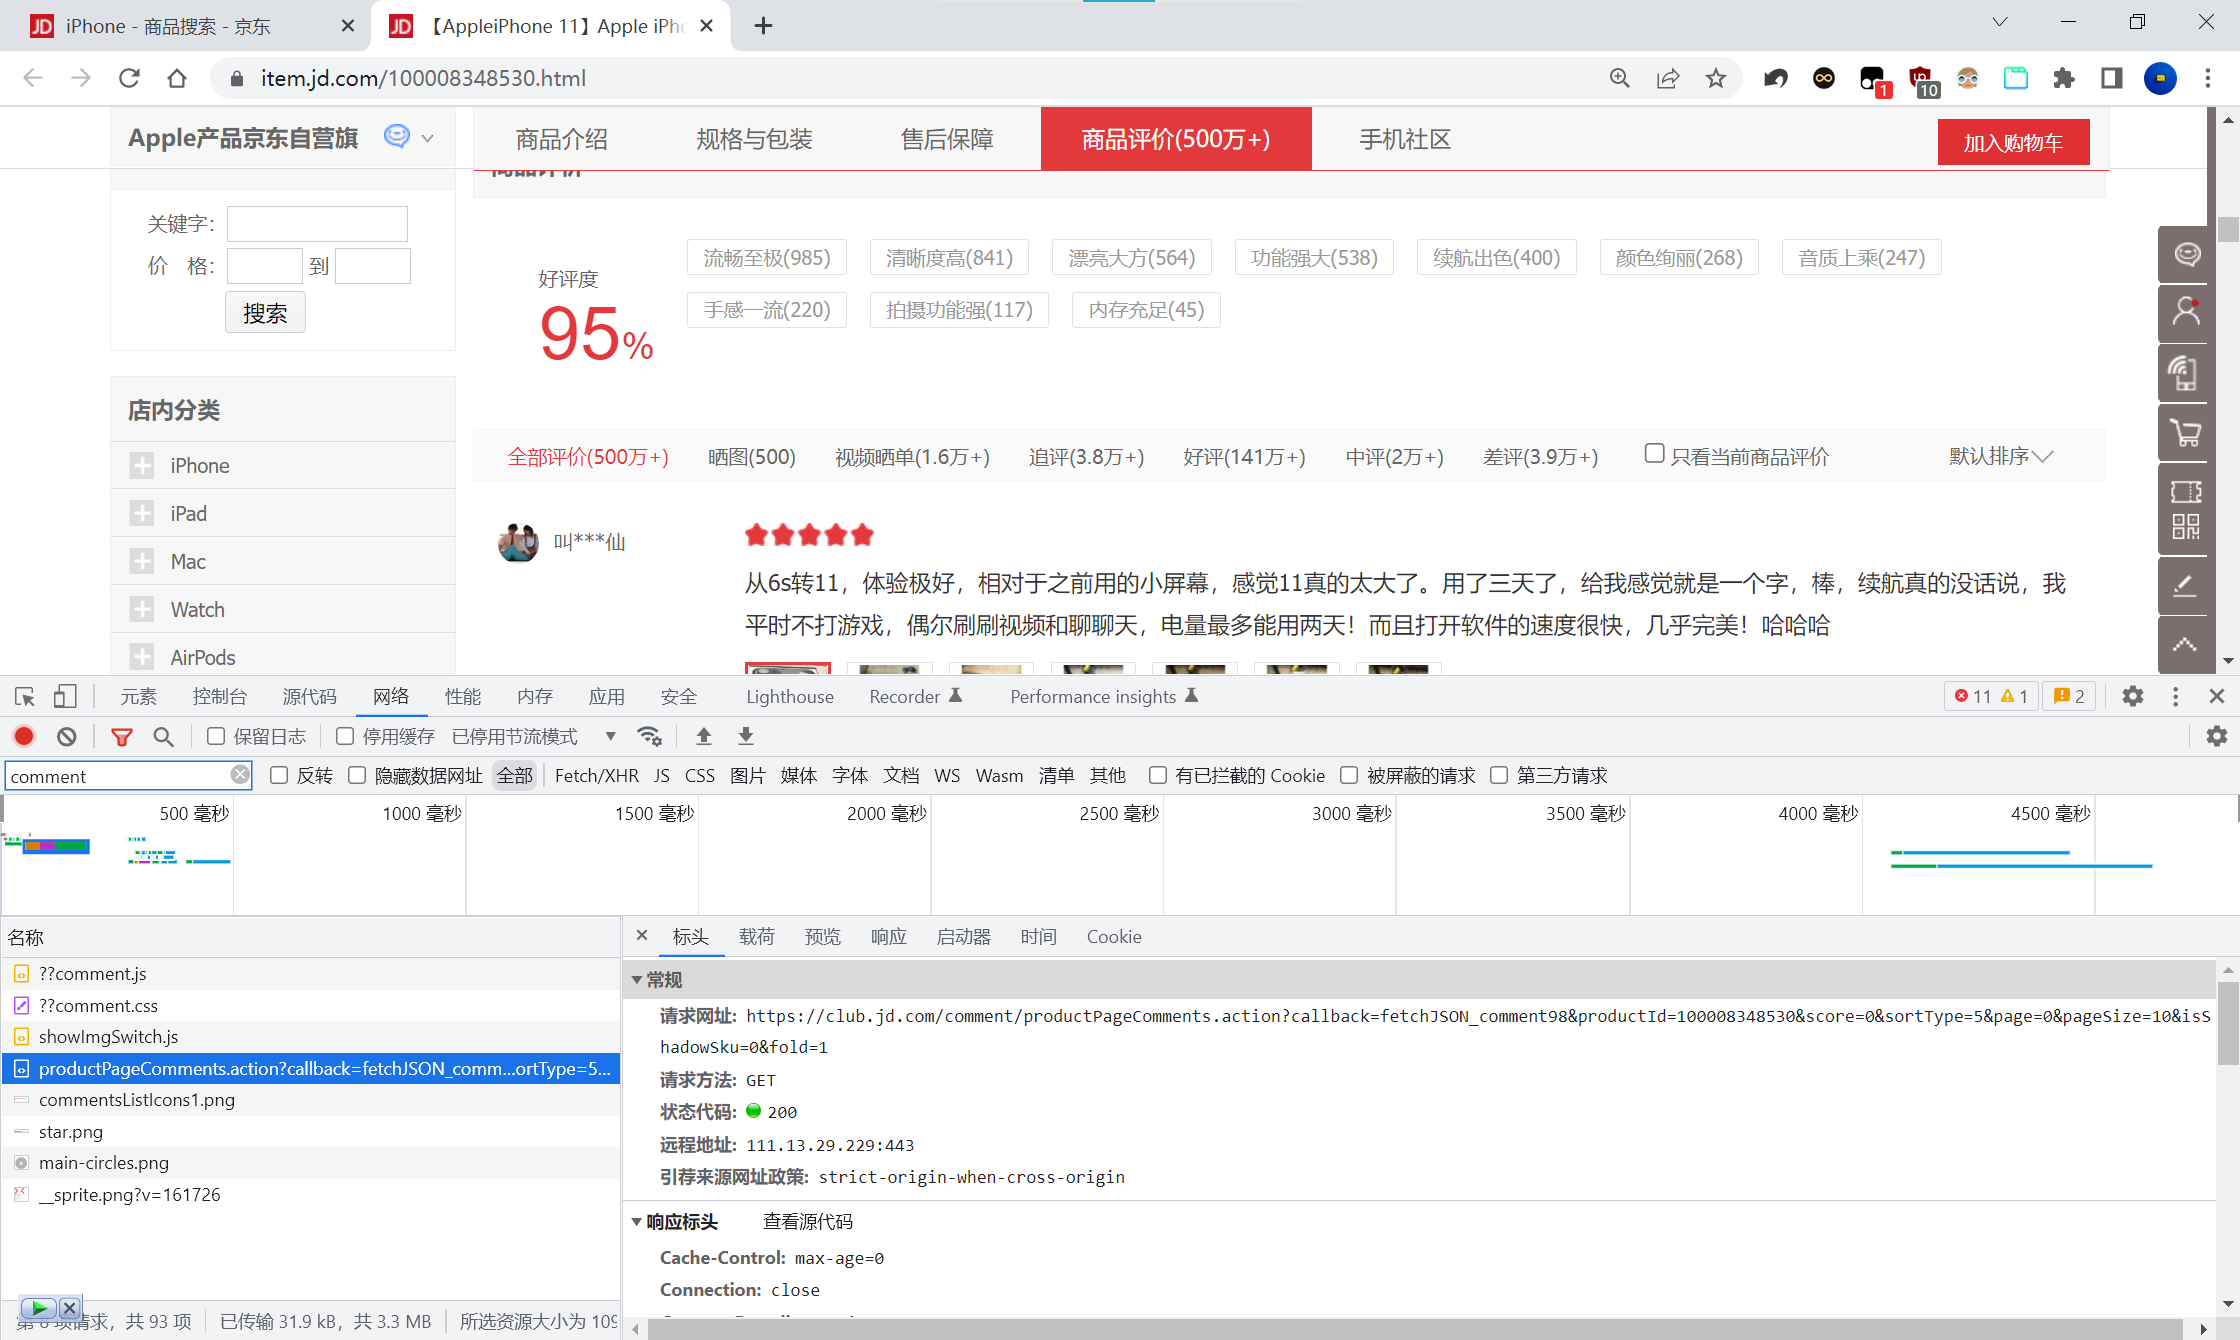 iPhone - 商品搜索 - 京东
【AppleiPhone 11】Apple iPh
item.jd.com/100008348530.html
1
10
Apple产品京东自营旗
商品介绍
规格与包装
售后保障
商品评价(500万+)
手机社区
加入购物车
商品评价
关键字：
价 格： 到
搜索
好评度
95%
流畅至极(985)
清晰度高(841)
漂亮大方(564)
功能强大(538)
续航出色(400)
颜色绚丽(268)
音质上乘(247)
手感一流(220)
拍摄功能强(117)
内存充足(45)
店内分类
iPhone
iPad
Mac
Watch
AirPods
全部评价(500万+)
晒图(500)
视频晒单(1.6万+)
追评(3.8万+)
好评(141万+)
中评(2万+)
差评(3.9万+)
只看当前商品评价
默认排序
叫***仙
从6s转11，体验极好，相对于之前用的小屏幕，感觉11真的太大了。用了三天了，给我感觉就是一个字，棒，续航真的没话说，我
平时不打游戏，偶尔刷刷视频和聊聊天，电量最多能用两天！而且打开软件的速度很快，几乎完美！哈哈哈
元素 控制台 源代码 网络 性能 内存 应用 安全 Lighthouse Recorder Performance insights
11 1 2
保留日志 停用缓存 已停用节流模式
comment
反转 隐藏数据网址 全部 Fetch/XHR JS CSS 图片 媒体 字体 文档 WS Wasm 清单 其他 有已拦截的 Cookie 被屏蔽的请求 第三方请求
500 毫秒 1000 毫秒 1500 毫秒 2000 毫秒 2500 毫秒 3000 毫秒 3500 毫秒 4000 毫秒 4500 毫秒
名称
??comment.js
??comment.css
showImgSwitch.js
productPageComments.action?callback=fetchJSON_comm...ortType=5...
commentsListIcons1.png
star.png
main-circles.png
__sprite.png?v=161726
标头 载荷 预览 响应 启动器 时间 Cookie
常规
请求网址: https://club.jd.com/comment/productPageComments.action?callback=fetchJSON_comment98&productId=100008348530&score=0&sortType=5&page=0&pageSize=10&isS
hadowSku=0&fold=1
请求方法: GET
状态代码: 200
远程地址: 111.13.29.229:443
引荐来源网址政策: strict-origin-when-cross-origin
响应标头 查看源代码
Cache-Control: max-age=0
Connection: close
项请求，共 93 项 已传输 31.9 kB，共 3.3 MB 所选资源大小为 109